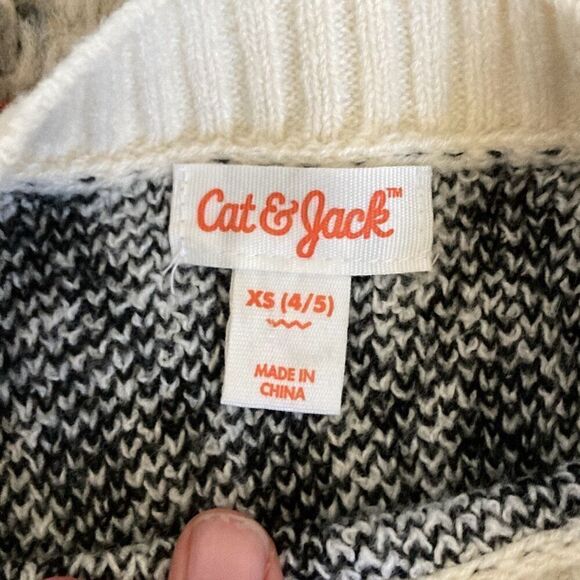 Cat & Jack™
XS (4/5)
MADE IN
CHINA